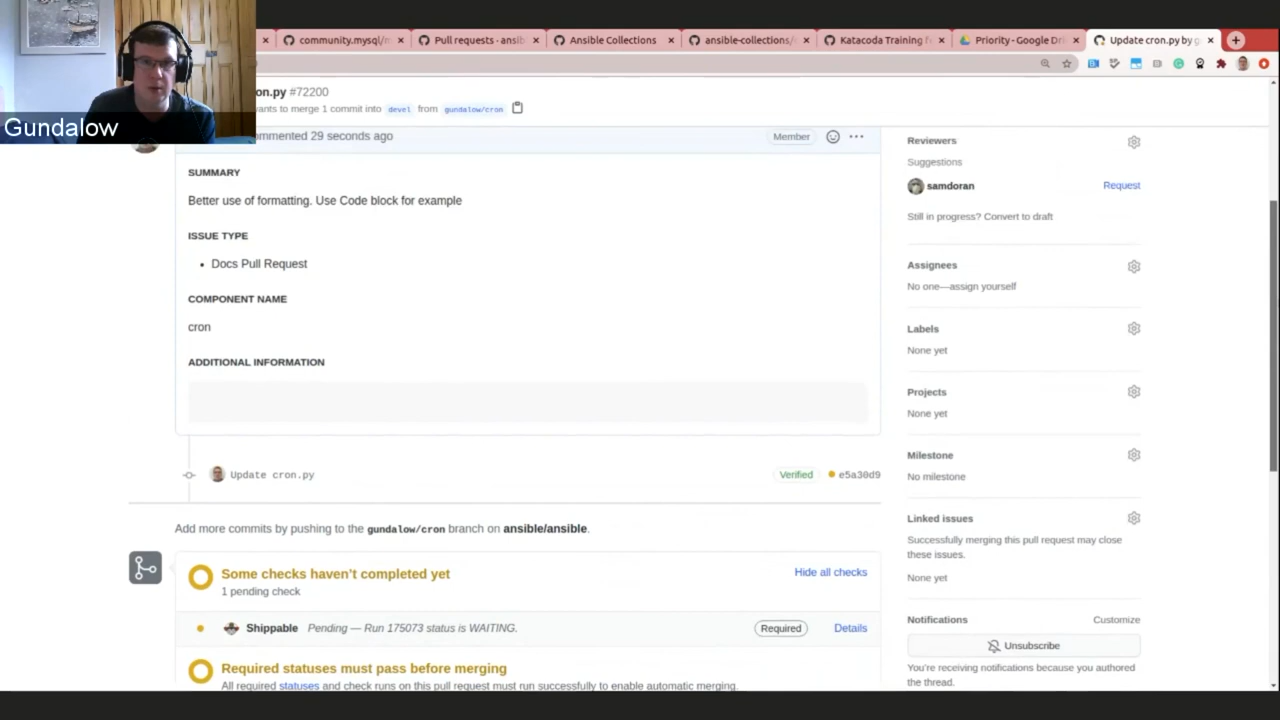 community.mysql/m
Pull requests · ansib
Ansible Collections
ansible-collections/
Katacoda Training f
Priority - Google Dri
Update cron.py by g
Gundalow
on.py #72200
ants to merge 1 commit into devel from gundalow/cron
ommented 29 seconds ago
Member
SUMMARY
Better use of formatting. Use Code block for example
ISSUE TYPE
• Docs Pull Request
COMPONENT NAME
cron
ADDITIONAL INFORMATION
Update cron.py
Verified
e5a30d9
Add more commits by pushing to the gundalow/cron branch on ansible/ansible.
Some checks haven't completed yet
1 pending check
Hide all checks
Shippable Pending — Run 175073 status is WAITING.
Required
Details
Required statuses must pass before merging
All required statuses and check runs on this pull request must run successfully to enable automatic merging.
Reviewers
Suggestions
samdoran
Request
Still in progress? Convert to draft
Assignees
No one—assign yourself
Labels
None yet
Projects
None yet
Milestone
No milestone
Linked issues
Successfully merging this pull request may close
these issues.
None yet
Notifications
Customize
Unsubscribe
You're receiving notifications because you authored
the thread.